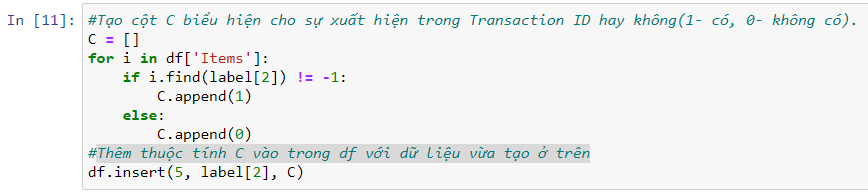 In [11]: #Tạo cột C biểu hiện cho sự xuất hiện trong Transaction ID hay không(1- có, 0- không có).
C = []
for i in df['Items']:
    if i.find(label[2]) != -1:
        C.append(1)
    else:
        C.append(0)
#Thêm thuộc tính C vào trong df với dữ liệu vừa tạo ở trên
df.insert(5, label[2], C)